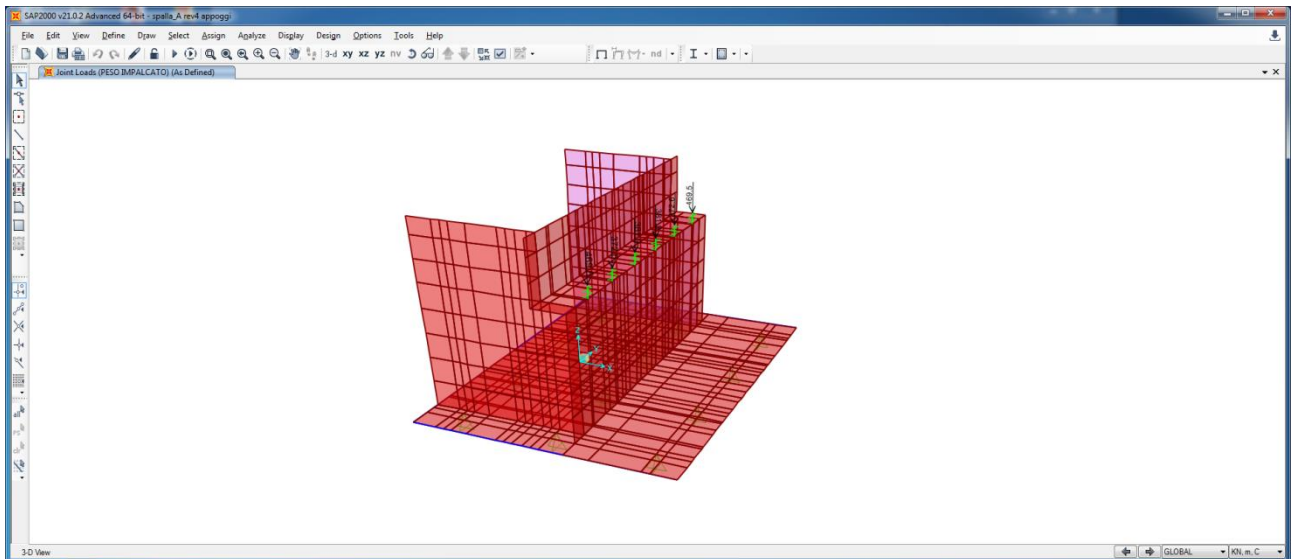 SAP2000 v21.0.2 Advanced 64-bit - spalla_A rev4 appoggi
File Edit View Define Draw Select Assign Analyze Display Design Options Tools Help
3-d xy xz yz nv
nd
Joint Loads (PESO IMPALCATO) (As Defined)
469.5
Z
X
3-D View
GLOBAL
KN, m, C